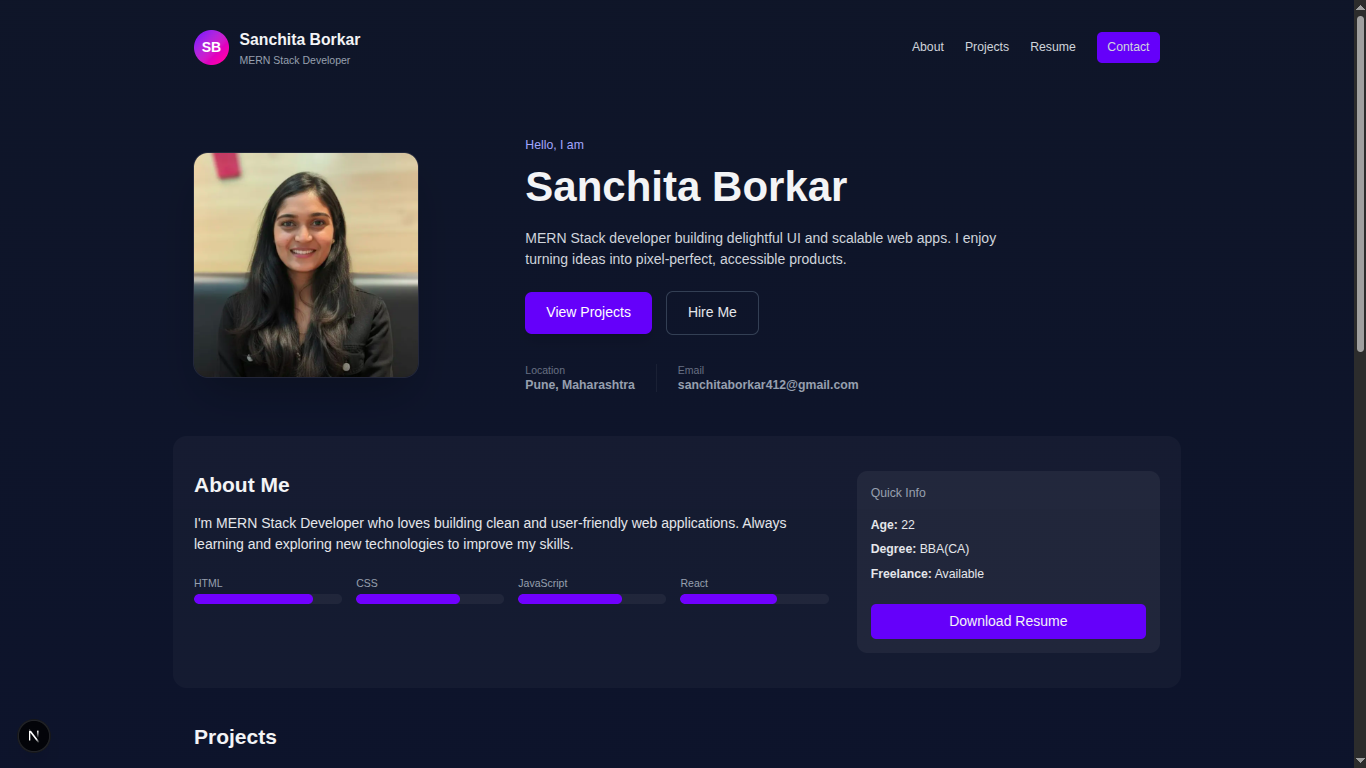 SB
Sanchita Borkar
MERN Stack Developer
About
Projects
Resume
Contact
Hello, I am
Sanchita Borkar
MERN Stack developer building delightful UI and scalable web apps. I enjoy
turning ideas into pixel-perfect, accessible products.
View Projects
Hire Me
Location
Pune, Maharashtra
Email
sanchitaborkar412@gmail.com
About Me
I'm MERN Stack Developer who loves building clean and user-friendly web applications. Always
learning and exploring new technologies to improve my skills.
HTML
CSS
JavaScript
React
Quick Info
Age: 22
Degree: BBA(CA)
Freelance: Available
Download Resume
Projects
N